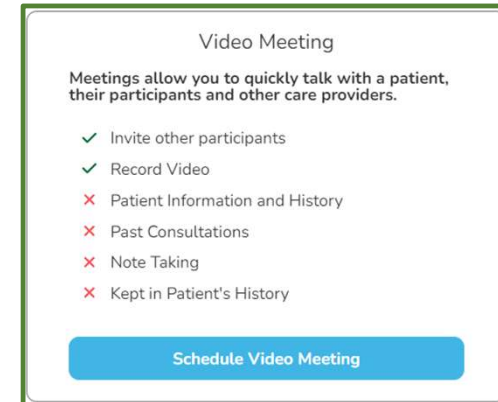 Video Meeting
Meetings allow you to quickly talk with a patient,
their participants and other care providers.
Invite other participants
Record Video
Patient Information and History
Past Consultations
Note Taking
Kept in Patient's History
Schedule Video Meeting